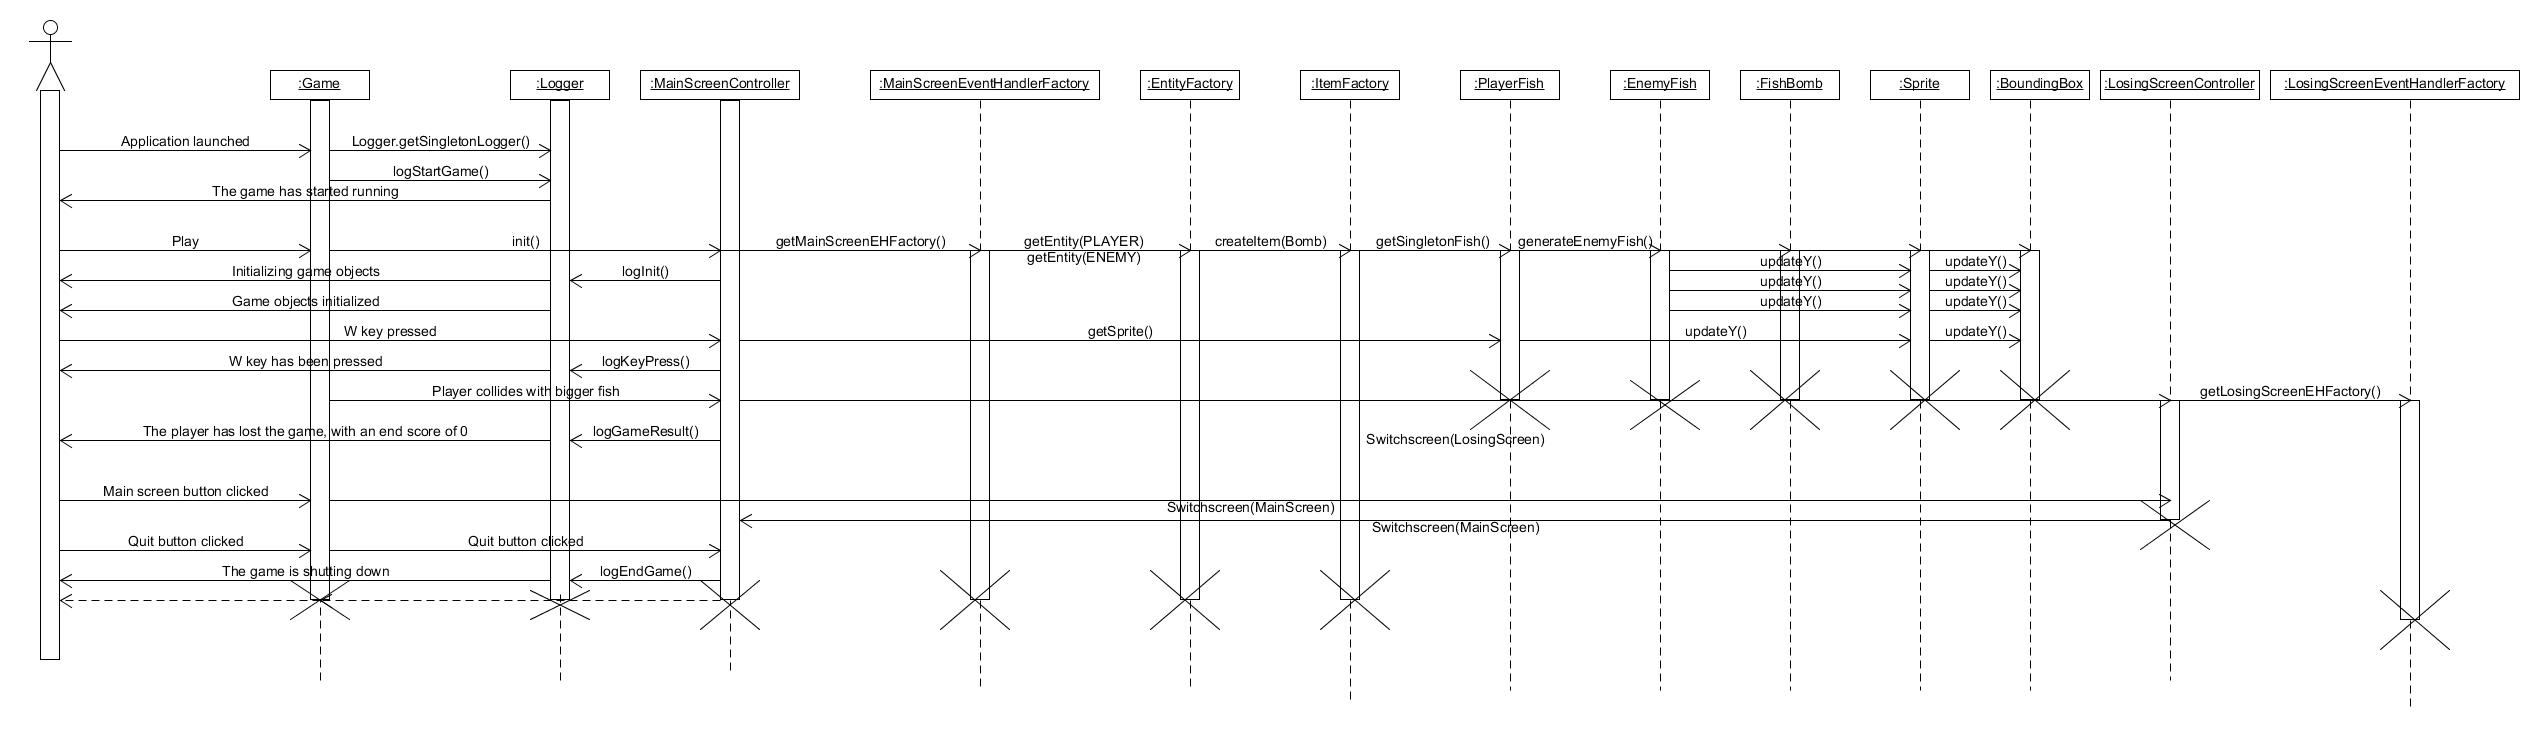 :Game
:Logger
:MainScreenController
:MainScreenEventHandlerFactory
:EntityFactory
:ItemFactory
:PlayerFish
:EnemyFish
:FishBomb
:Sprite
:BoundingBox
:LosingScreenController
:LosingScreenEventHandlerFactory
Application launched
Logger.getSingletonLogger()
logStartGame()
The game has started running
Play
init()
getMainScreenEHFactory()
getEntity(PLAYER)
getEntity(ENEMY)
createItem(Bomb)
getSingletonFish()
generateEnemyFish()
updateY()
updateY()
Initializing game objects
logInit()
updateY()
updateY()
Game objects initialized
updateY()
updateY()
W key pressed
getSprite()
updateY()
updateY()
W key has been pressed
logKeyPress()
Player collides with bigger fish
getLosingScreenEHFactory()
The player has lost the game, with an end score of 0
logGameResult()
Switchscreen(LosingScreen)
Main screen button clicked
Switchscreen(MainScreen)
Switchscreen(MainScreen)
Quit button clicked
Quit button clicked
The game is shutting down
logEndGame()